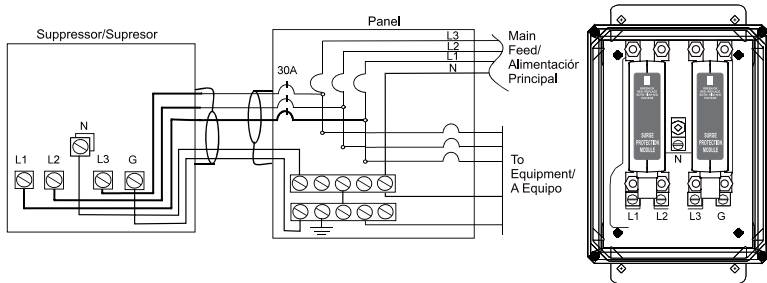 Suppressor/Supresor
Panel
L3
L2
L1
N
Main
Feed/
Alimentación
Principal
30A
N
L1
L2
L3
G
To
Equipment/
A Equipo
SURGE
PROTECTION
MODULE
SURGE
PROTECTION
MODULE
N
L1
L2
L3
G